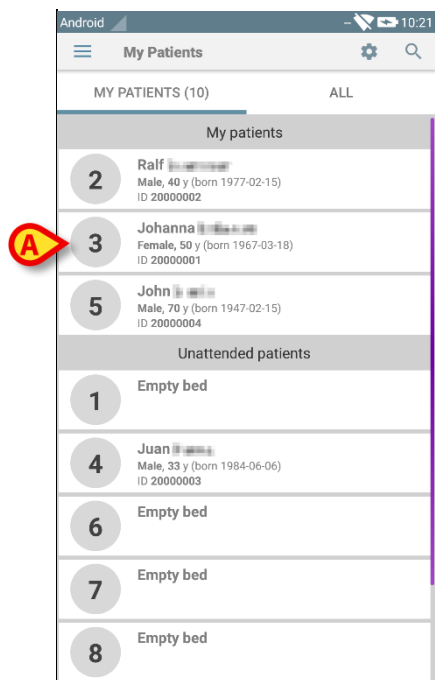 Android
10:21
My Patients
MY PATIENTS (10)
ALL
My patients
2
Ralf
Male, 40 y (born 1977-02-15)
ID 20000002
A
3
Johanna
Female, 50 y (born 1967-03-18)
ID 20000001
5
John
Male, 70 y (born 1947-02-15)
ID 20000004
Unattended patients
1
Empty bed
4
Juan
Male, 33 y (born 1984-06-06)
ID 20000003
6
Empty bed
7
Empty bed
8
Empty bed